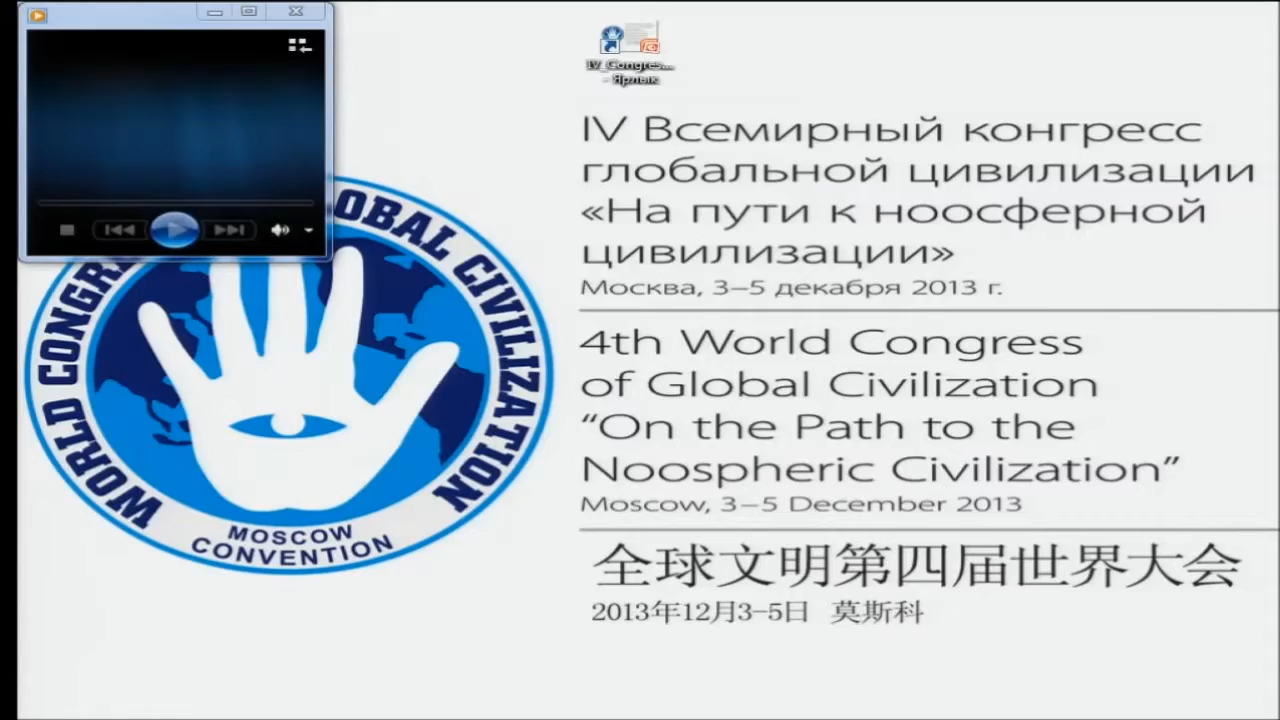 IV_Congres...
- Ярлык
IV Всемирный конгресс
глобальной цивилизации
«На пути к ноосферной
цивилизации»
Москва, 3–5 декабря 2013 г.
4th World Congress
of Global Civilization
“On the Path to the
Noospheric Civilization”
Moscow, 3–5 December 2013
全球文明第四届世界大会
2013年12月3-5日 莫斯科
WORLD CONGR OBAL CIVILIZATION
MOSCOW
CONVENTION